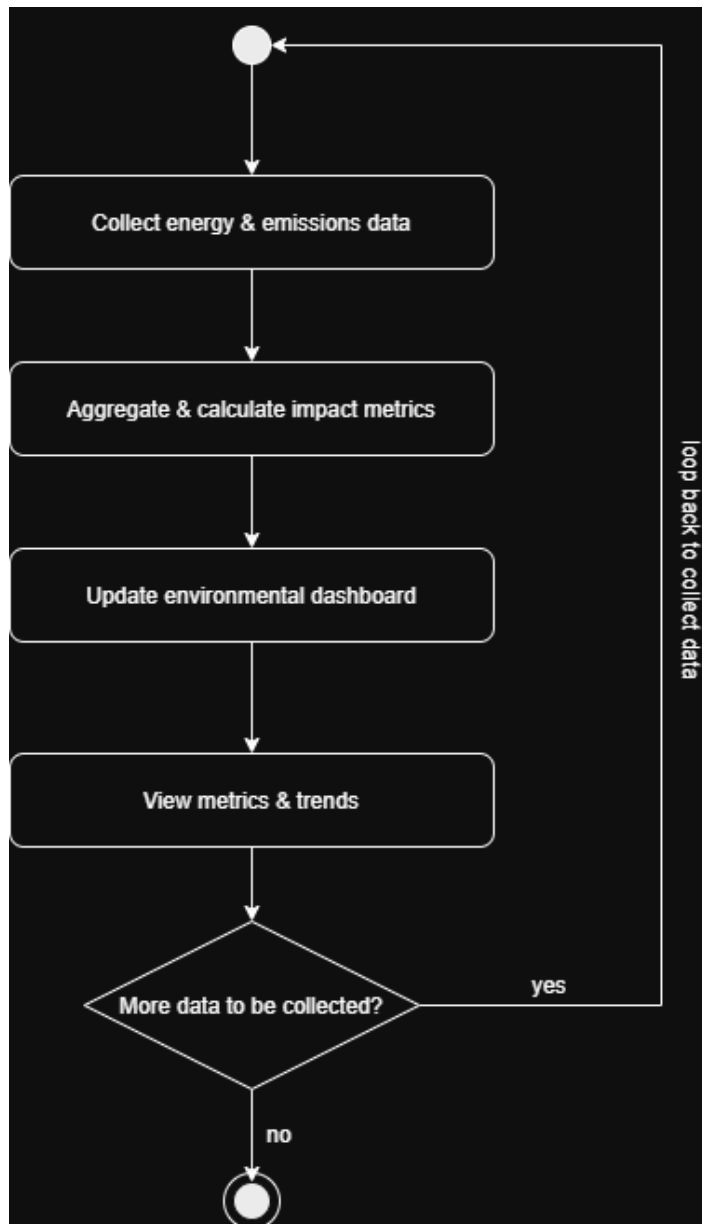 Collect energy & emissions data
Aggregate & calculate impact metrics
Update environmental dashboard
loop back to collect data
View metrics & trends
More data to be collected?
yes
no